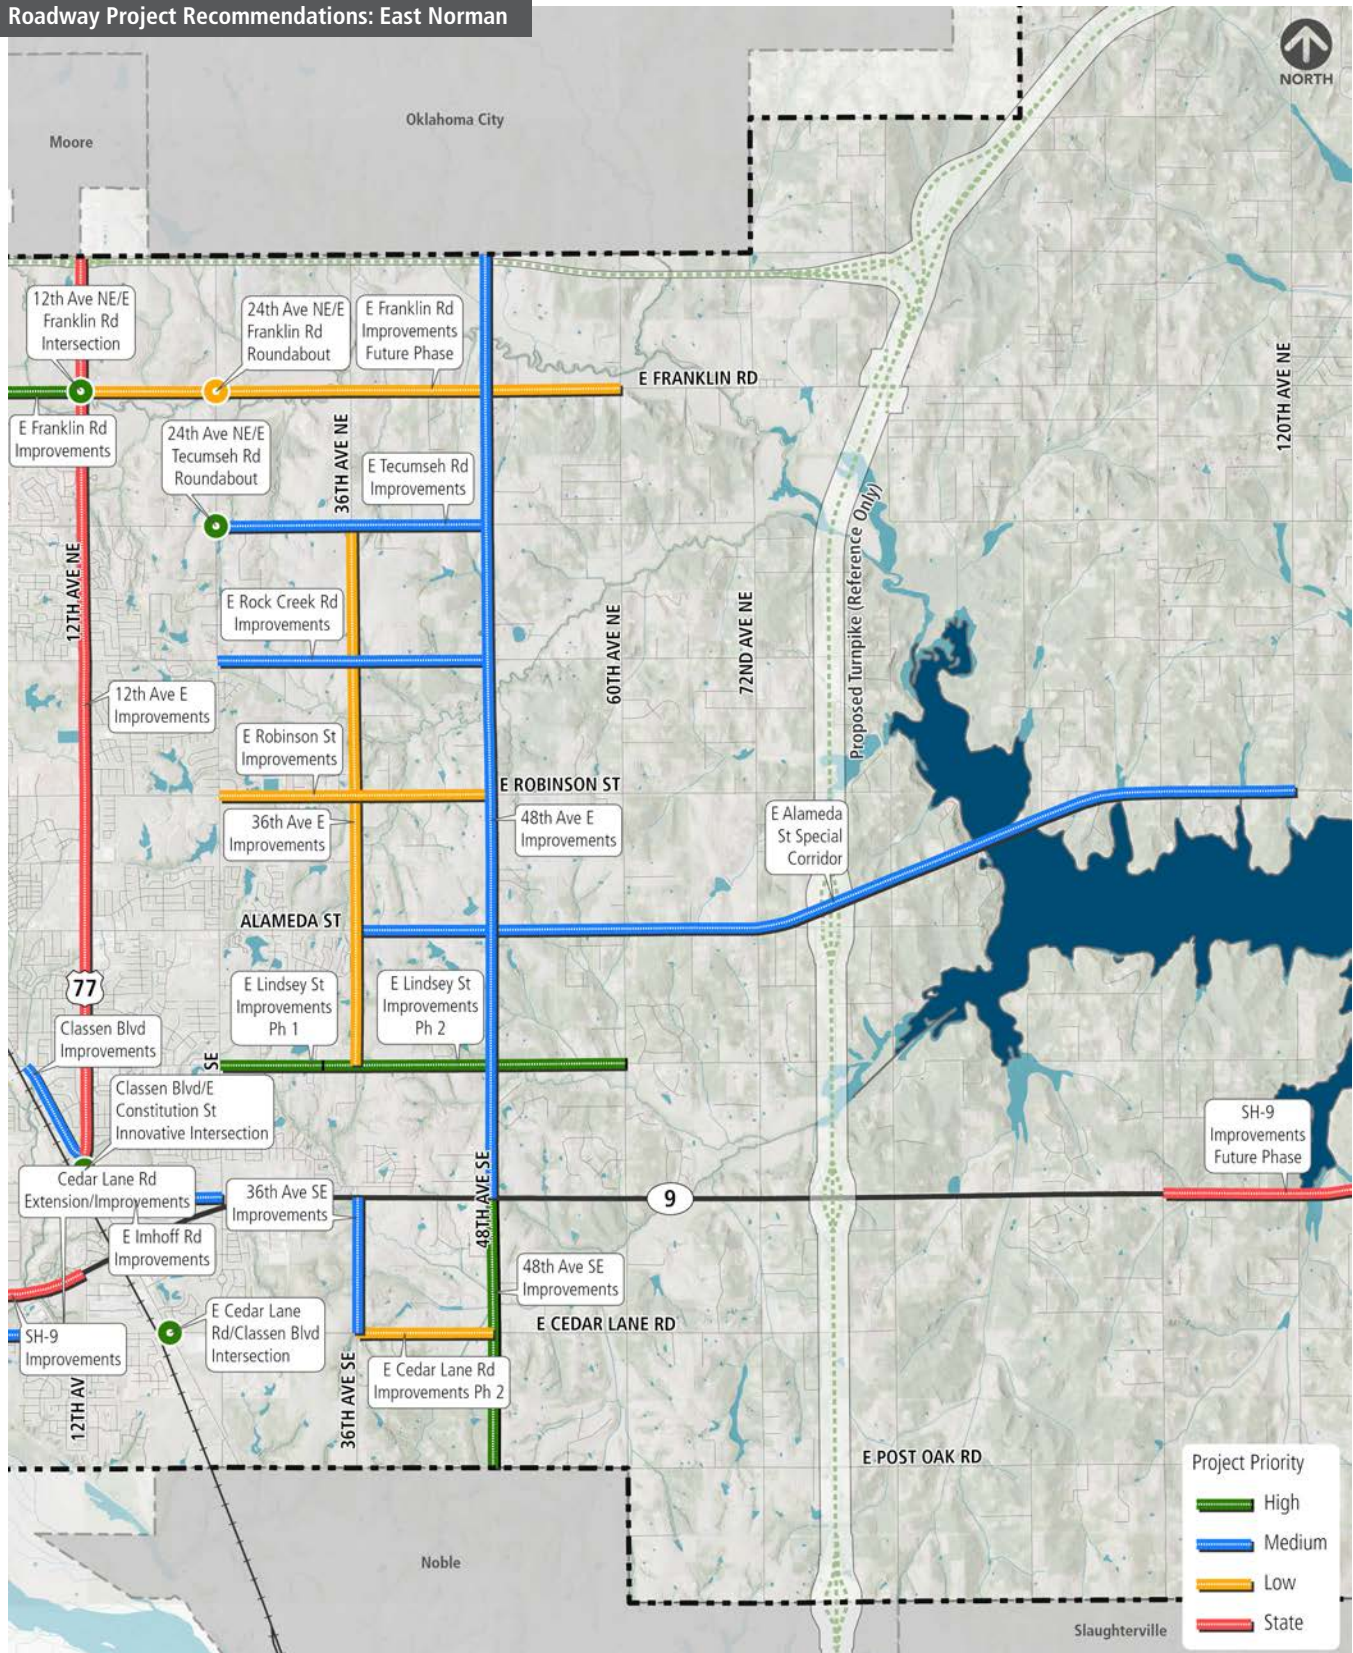 Roadway Project Recommendations: East Norman
NORTH
Oklahoma City
Moore
12th Ave NE/E
Franklin Rd
Intersection
24th Ave NE/E
Franklin Rd
Roundabout
E Franklin Rd
Improvements
Future Phase
E FRANKLIN RD
120TH AVE NE
E Franklin Rd
Improvements
24th Ave NE/E
Tecumseh Rd
Roundabout
36TH AVE NE
E Tecumseh Rd
Improvements
Proposed Turnpike (Reference Only)
12TH AVE NE
E Rock Creek Rd
Improvements
60TH AVE NE
72ND AVE NE
12th Ave E
Improvements
E Robinson St
Improvements
E ROBINSON ST
36th Ave E
Improvements
48th Ave E
Improvements
E Alameda
St Special
Corridor
ALAMEDA ST
77
E Lindsey St
Improvements
Ph 1
E Lindsey St
Improvements
Ph 2
Classen Blvd
Improvements
SE
Classen Blvd/E
Constitution St
Innovative Intersection
SH-9
Improvements
Future Phase
Cedar Lane Rd
Extension/Improvements
36th Ave SE
Improvements
48TH AVE SE
9
E Imhoff Rd
Improvements
48th Ave SE
Improvements
E Cedar Lane
Rd/Classen Blvd
Intersection
E CEDAR LANE RD
SH-9
Improvements
E Cedar Lane Rd
Improvements Ph 2
12TH AV
36TH AVE SE
E POST OAK RD
Noble
Slaughterville
Project Priority
High
Medium
Low
State